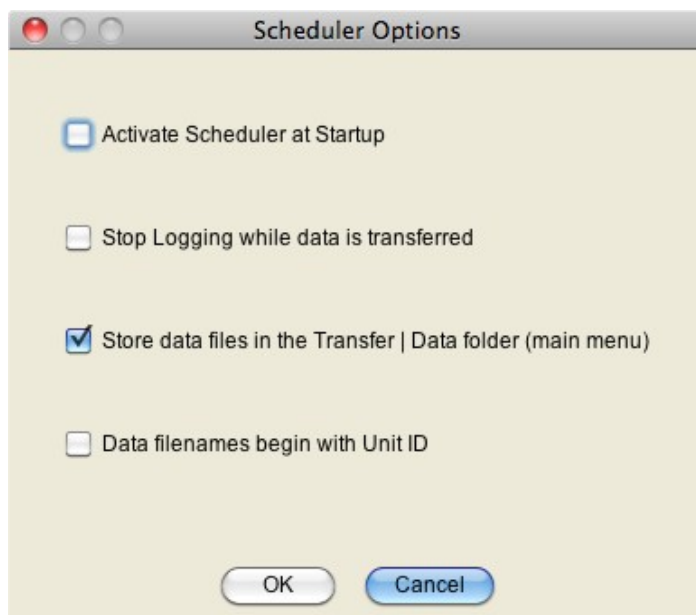 Scheduler Options
Activate Scheduler at Startup
Stop Logging while data is transferred
Store data files in the Transfer | Data folder (main menu)
Data filenames begin with Unit ID
OK
Cancel